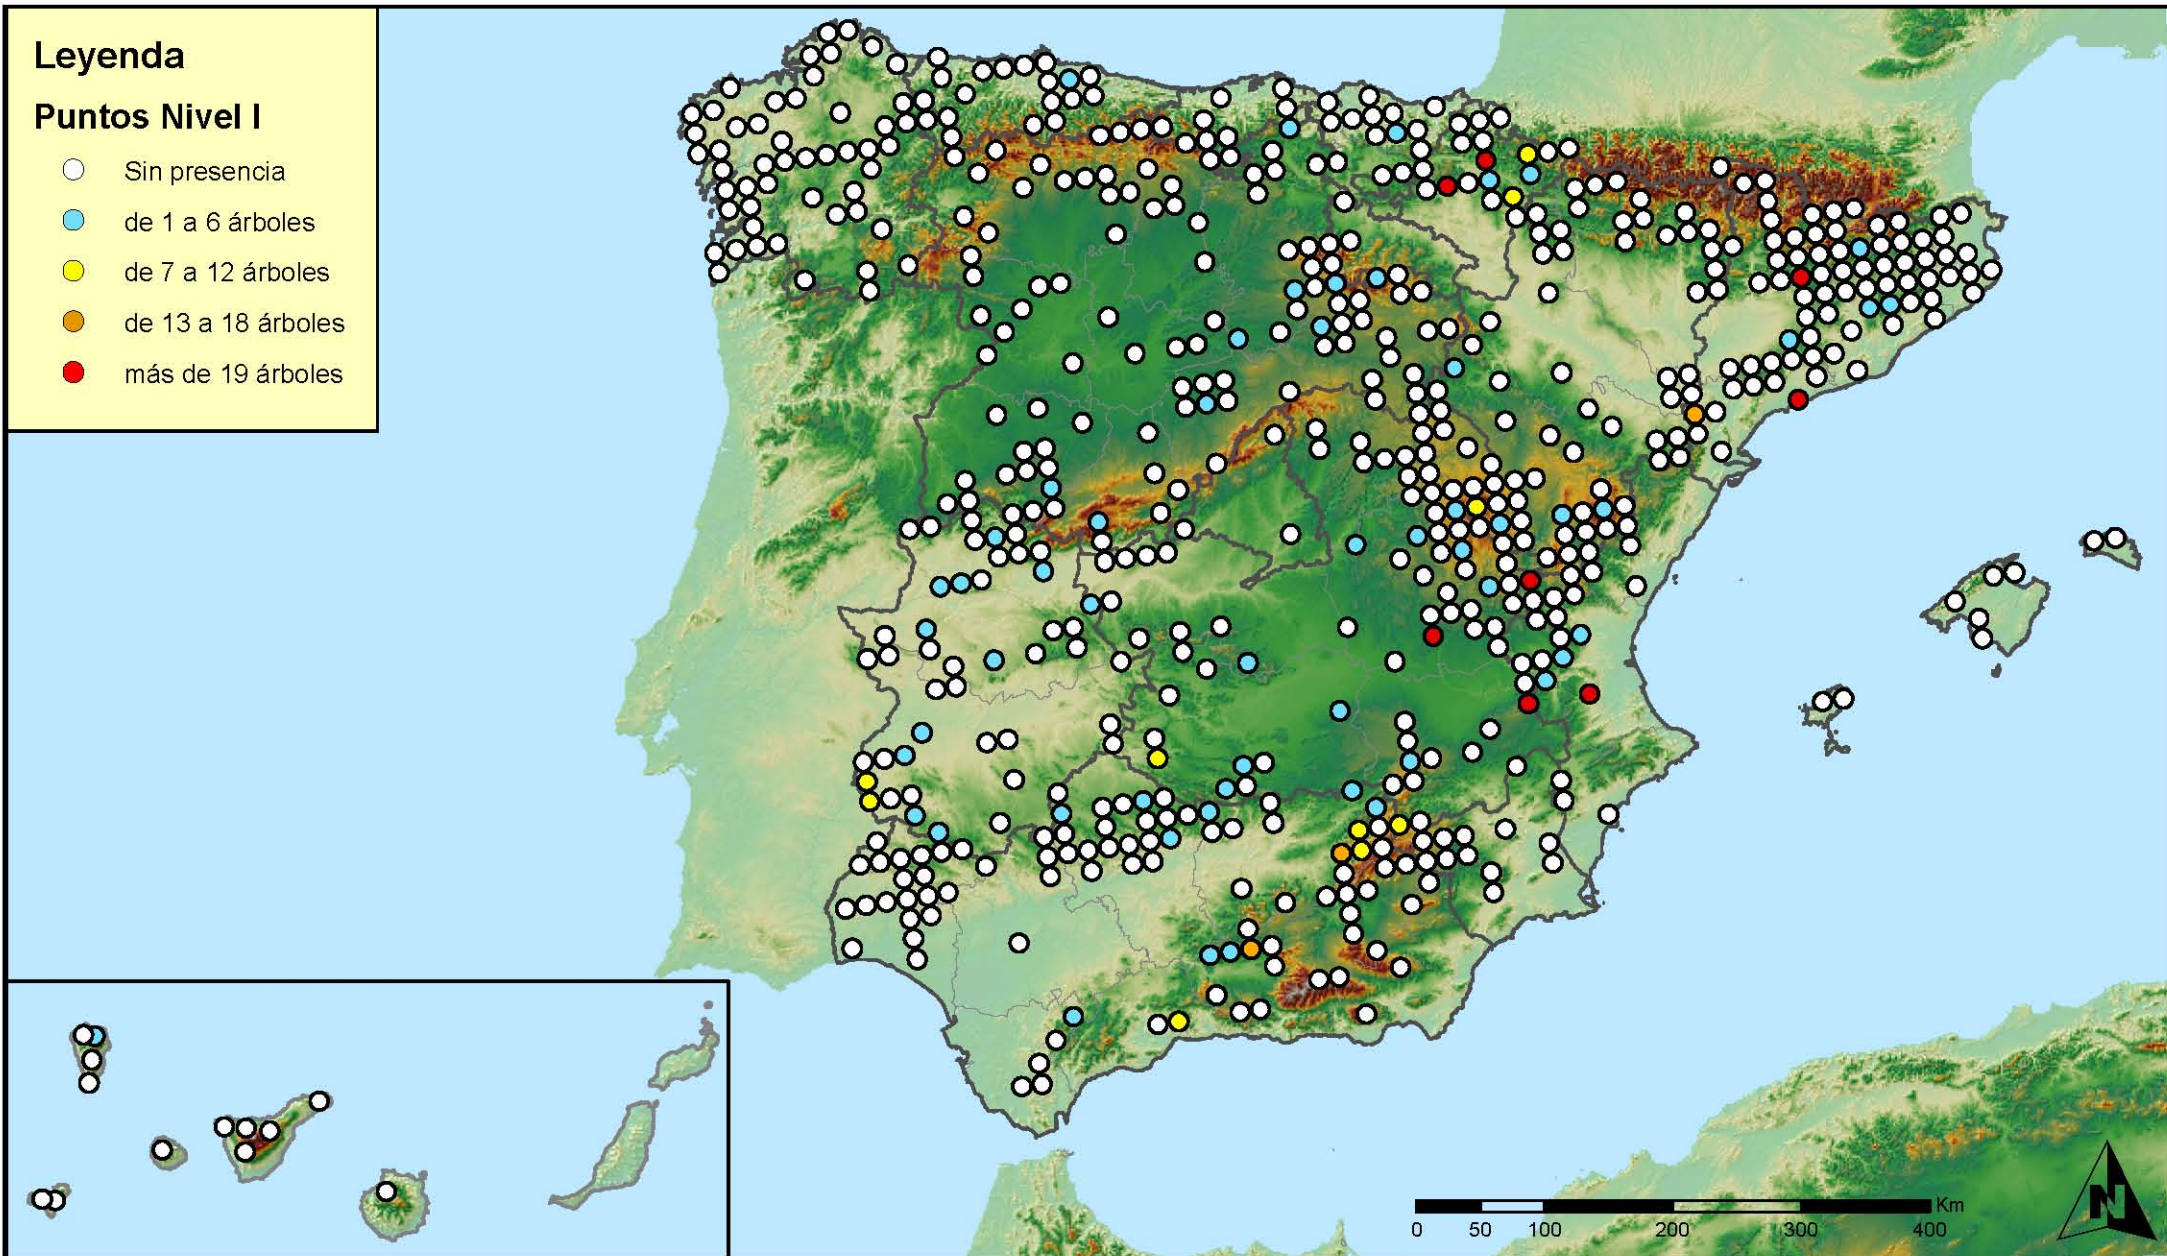 Leyenda
Puntos Nivel I
Sin presencia
de 1 a 6 árboles
de 7 a 12 árboles
de 13 a 18 árboles
más de 19 árboles
Km
0 50 100 200 300 400
N